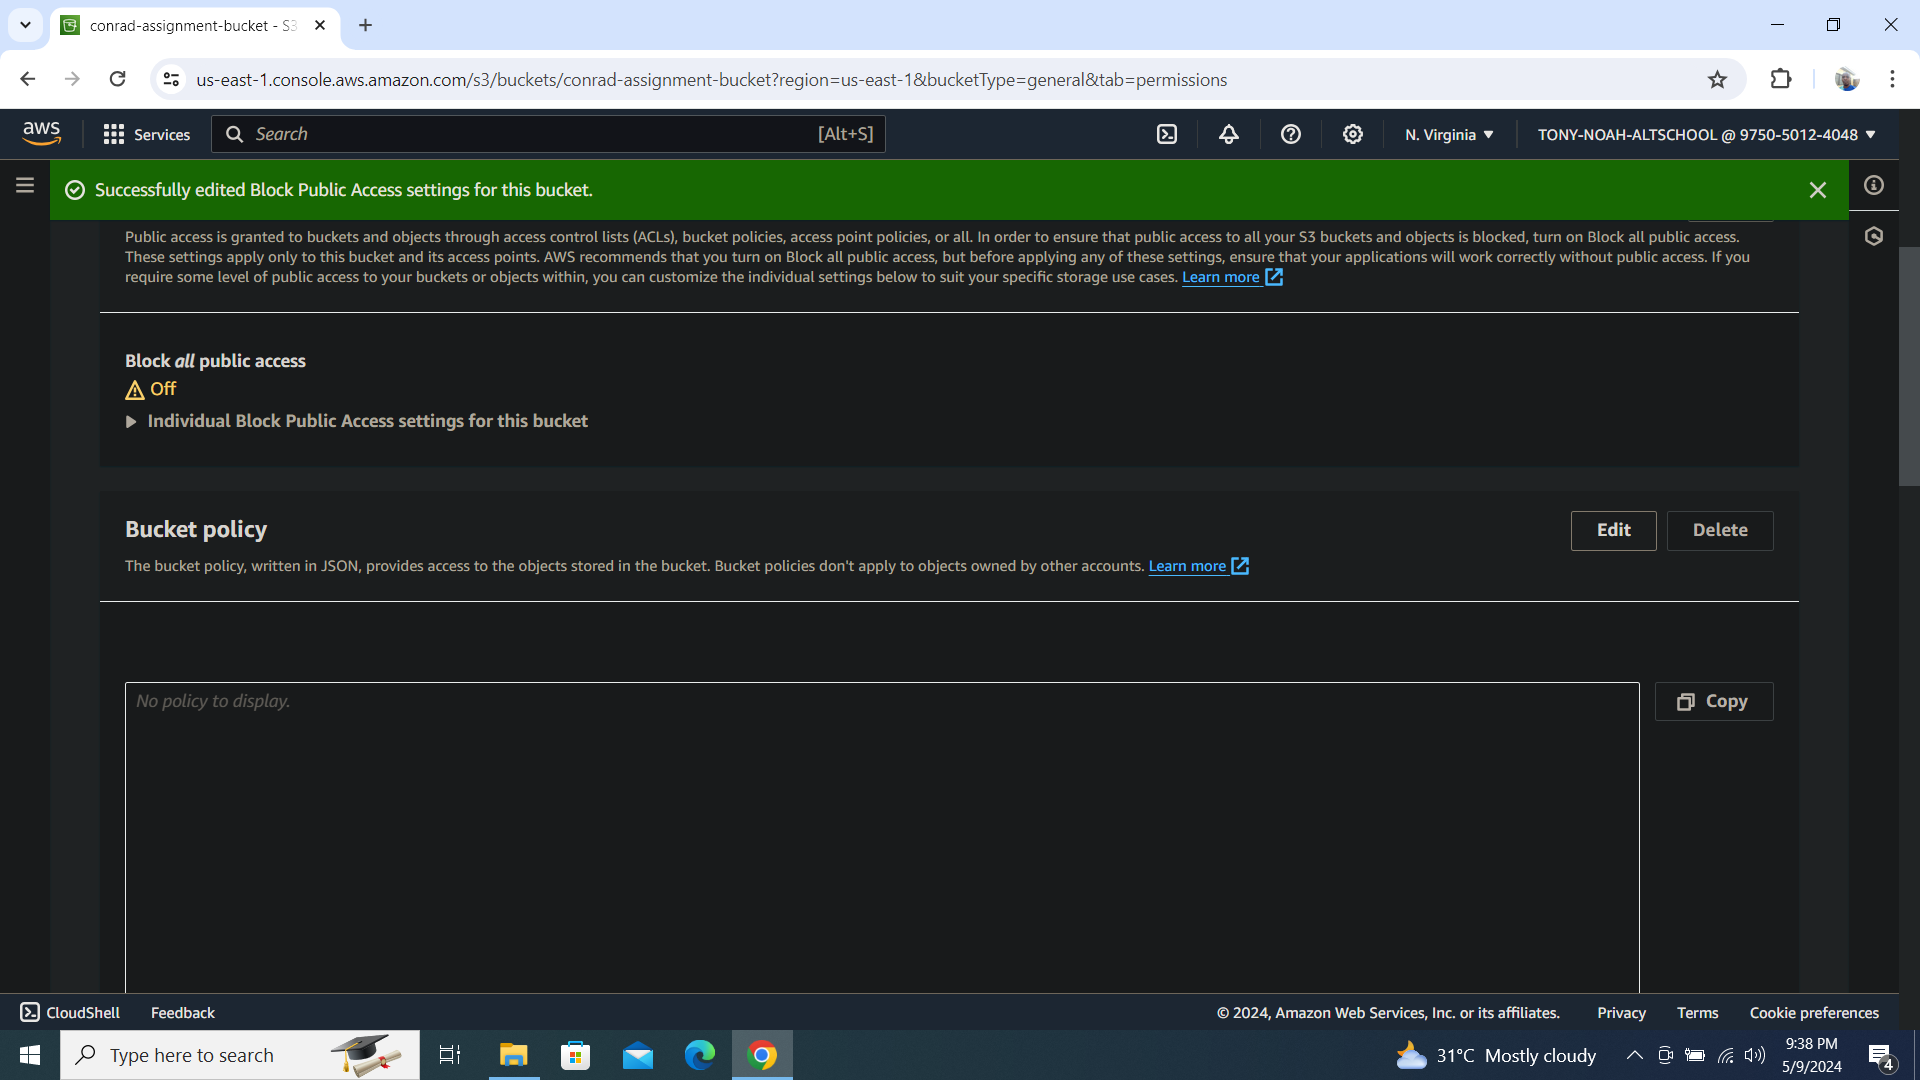 conrad-assignment-bucket - S3
us-east-1.console.aws.amazon.com/s3/buckets/conrad-assignment-bucket?region=us-east-1&bucketType=general&tab=permissions
aws
Services
Search
[Alt+S]
N. Virginia
TONY-NOAH-ALTSCHOOL @ 9750-5012-4048
Successfully edited Block Public Access settings for this bucket.
Public access is granted to buckets and objects through access control lists (ACLs), bucket policies, access point policies, or all. In order to ensure that public access to all your S3 buckets and objects is blocked, turn on Block all public access.
These settings apply only to this bucket and its access points. AWS recommends that you turn on Block all public access, but before applying any of these settings, ensure that your applications will work correctly without public access. If you
require some level of public access to your buckets or objects within, you can customize the individual settings below to suit your specific storage use cases. Learn more
Block all public access
Off
Individual Block Public Access settings for this bucket
Bucket policy
Edit
Delete
The bucket policy, written in JSON, provides access to the objects stored in the bucket. Bucket policies don't apply to objects owned by other accounts. Learn more
No policy to display.
Copy
CloudShell
Feedback
© 2024, Amazon Web Services, Inc. or its affiliates.
Privacy
Terms
Cookie preferences
Type here to search
31°C Mostly cloudy
9:38 PM
5/9/2024
4